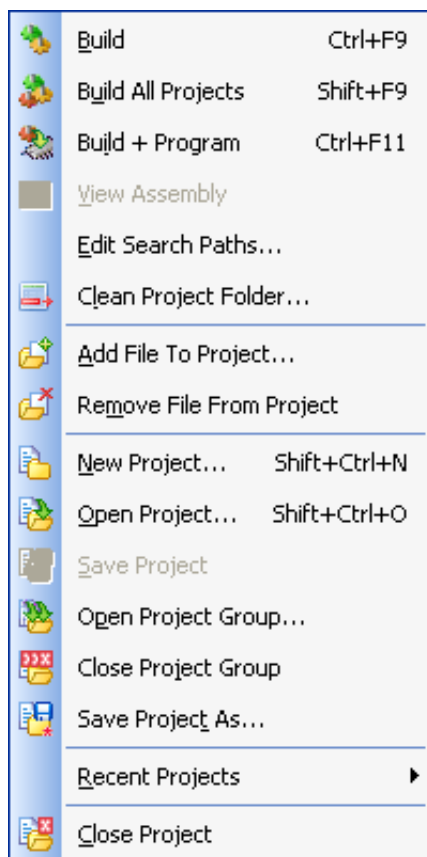 Build Ctrl+F9
Build All Projects Shift+F9
Build + Program Ctrl+F11
View Assembly
Edit Search Paths...
Clean Project Folder...
Add File To Project...
Remove File From Project
New Project... Shift+Ctrl+N
Open Project... Shift+Ctrl+O
Save Project
Open Project Group...
Close Project Group
Save Project As...
Recent Projects
Close Project